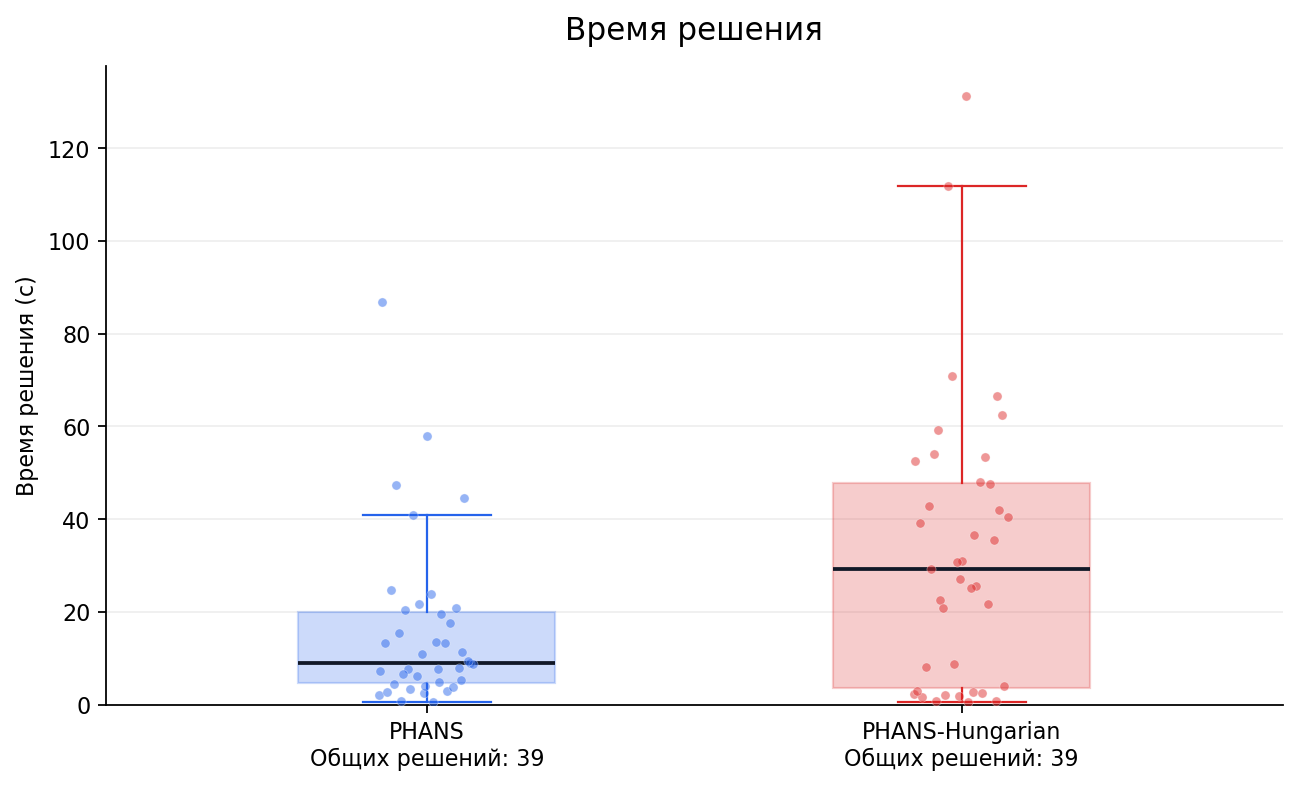 Время решения
Время решения (с)
120
100
80
60
40
20
0
PHANS
Общих решений: 39
PHANS-Hungarian
Общих решений: 39